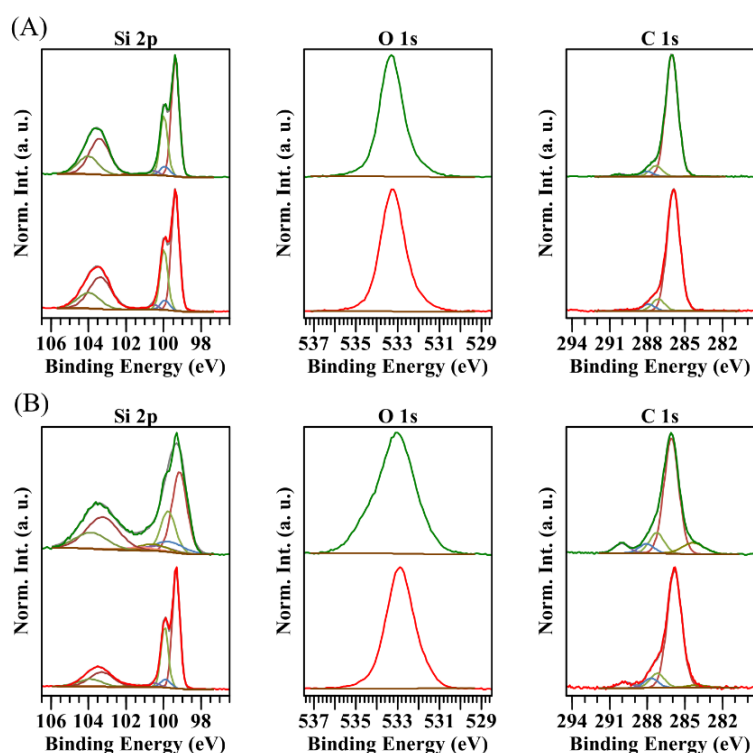 (A)
Si 2p O 1s C 1s
Norm. Int. (a. u.) Norm. Int. (a. u.) Norm. Int. (a. u.)
106 104 102 100 98 537 535 533 531 529 294 291 288 285 282
Binding Energy (eV) Binding Energy (eV) Binding Energy (eV)
(B)
Si 2p O 1s C 1s
Norm. Int. (a. u.) Norm. Int. (a. u.) Norm. Int. (a. u.)
106 104 102 100 98 537 535 533 531 529 294 291 288 285 282
Binding Energy (eV) Binding Energy (eV) Binding Energy (eV)